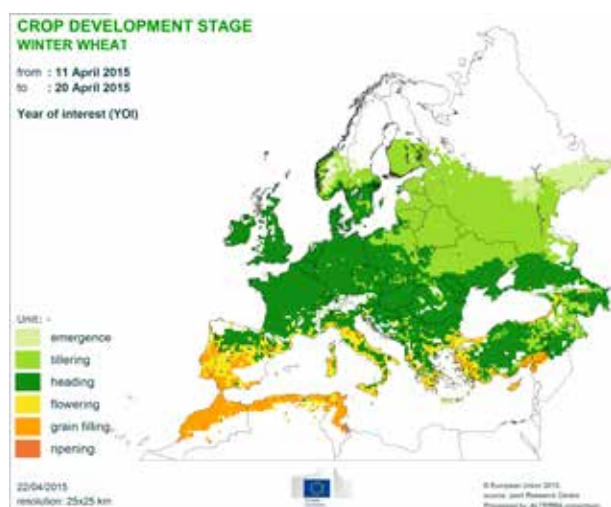 CROP DEVELOPMENT STAGE
WINTER WHEAT
from : 11 April 2015
to : 20 April 2015
Year of interest (YOI)
Unit: -
emergence
tillering
heading
flowering
grain filling
ripening
22/04/2015
resolution: 25x25 km
© European Union 2015
source: Joint Research Centre